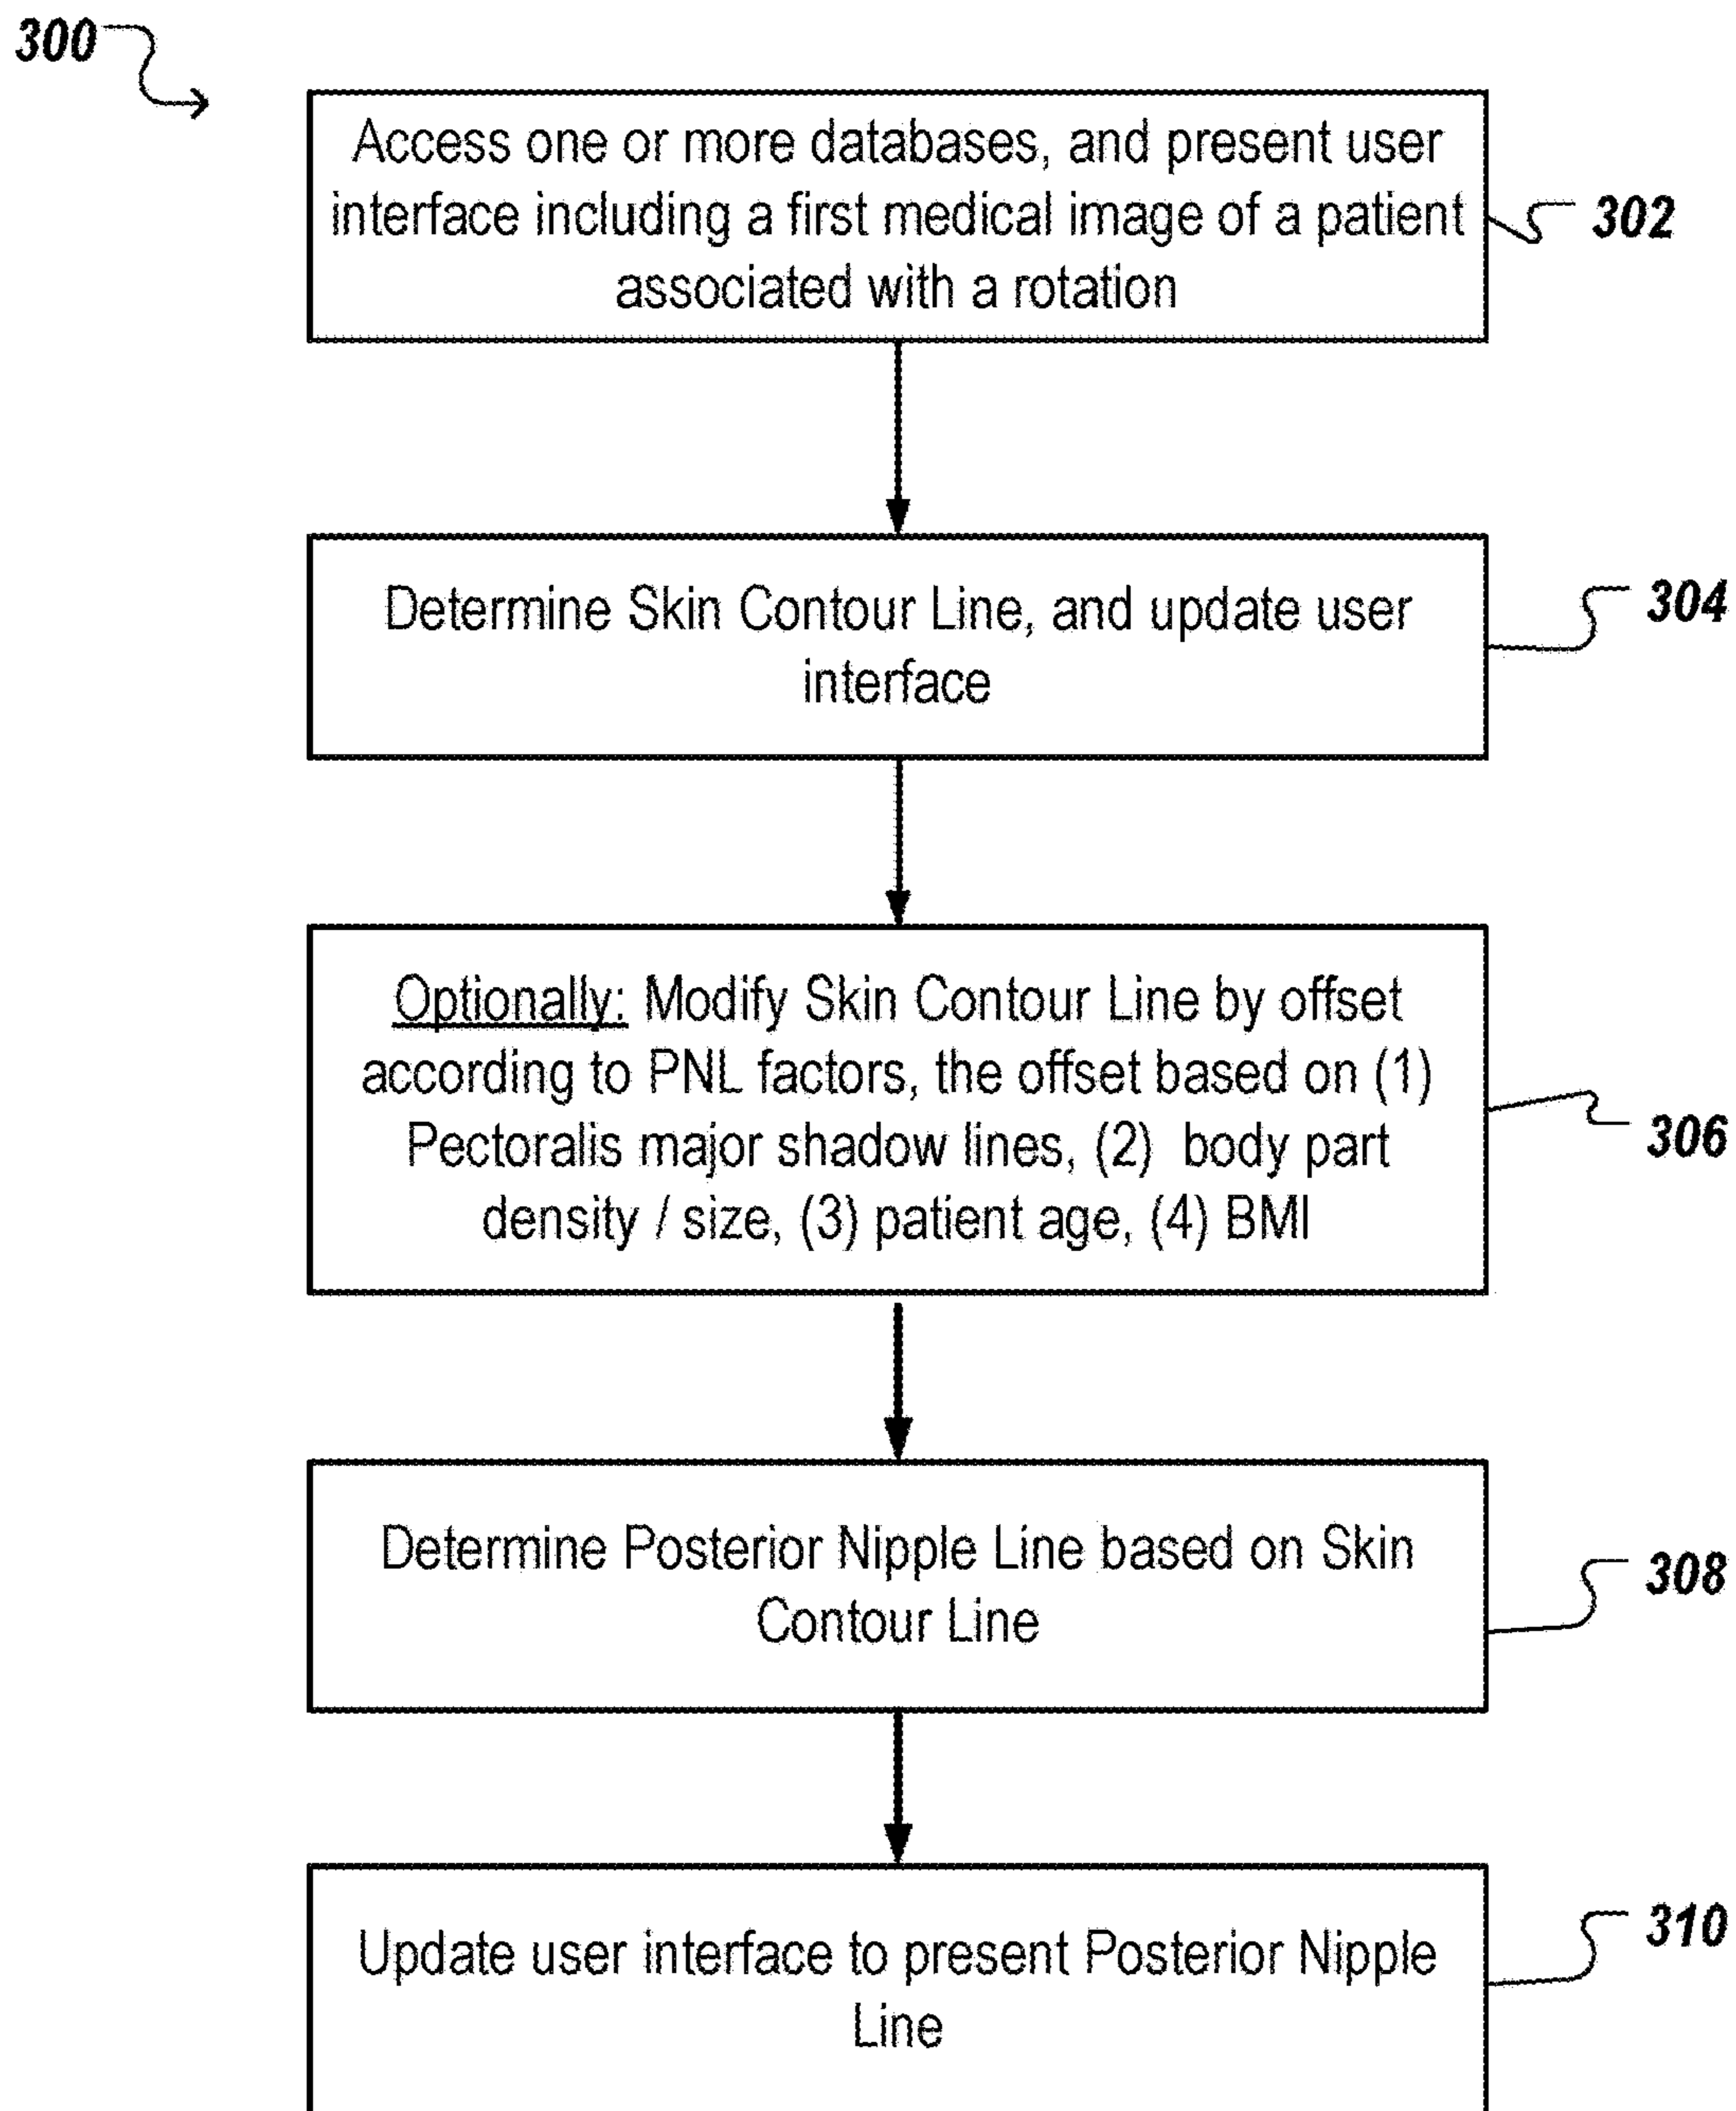 300
Access one or more databases, and present user
interface including a first medical image of a patient
associated with a rotation
302
Determine Skin Contour Line, and update user
interface
304
Optionally: Modify Skin Contour Line by offset
according to PNL factors, the offset based on (1)
Pectoralis major shadow lines, (2) body part
density / size, (3) patient age, (4) BMI
306
Determine Posterior Nipple Line based on Skin
Contour Line
308
Update user interface to present Posterior Nipple
Line
310